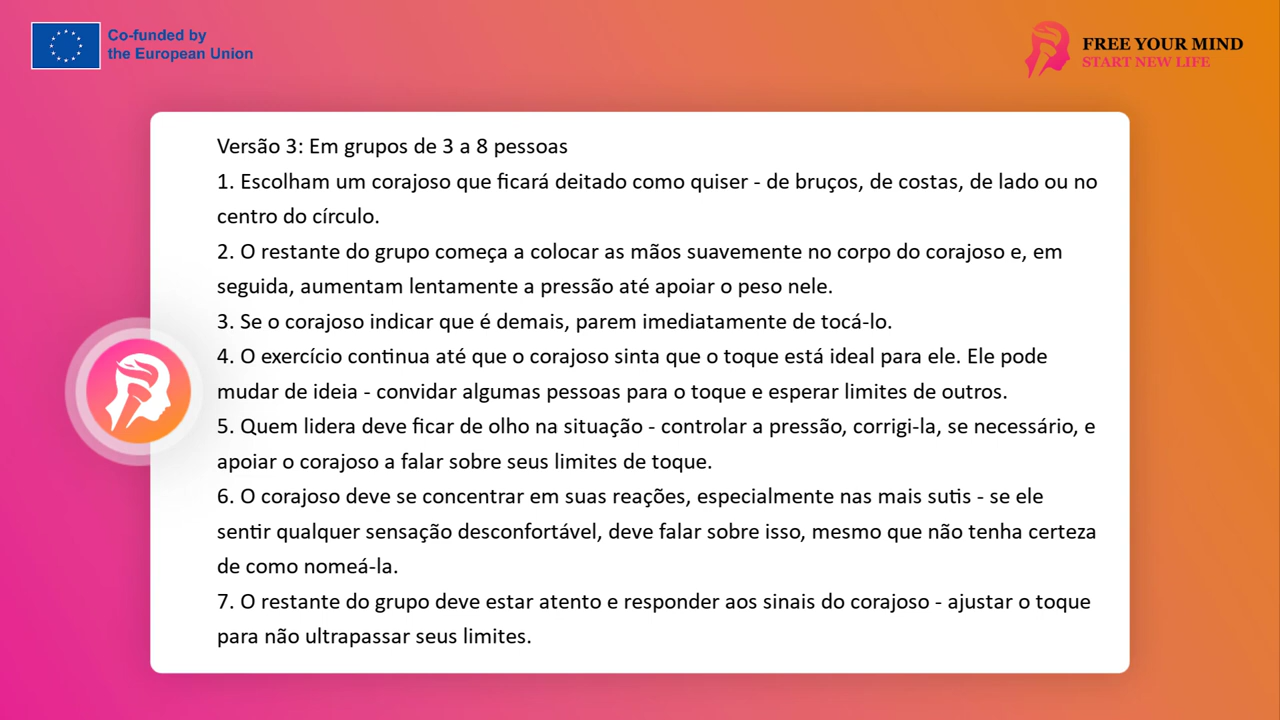 Co-funded by
the European Union
FREE YOUR MIND
START NEW LIFE
Versão 3: Em grupos de 3 a 8 pessoas
1. Escolham um corajoso que ficará deitado como quiser - de bruços, de costas, de lado ou no
centro do círculo.
2. O restante do grupo começa a colocar as mãos suavemente no corpo do corajoso e, em
seguida, aumentam lentamente a pressão até apoiar o peso nele.
3. Se o corajoso indicar que é demais, parem imediatamente de tocá-lo.
4. O exercício continua até que o corajoso sinta que o toque está ideal para ele. Ele pode
mudar de ideia - convidar algumas pessoas para o toque e esperar limites de outros.
5. Quem lidera deve ficar de olho na situação - controlar a pressão, corrigi-la, se necessário, e
apoiar o corajoso a falar sobre seus limites de toque.
6. O corajoso deve se concentrar em suas reações, especialmente nas mais sutis - se ele
sentir qualquer sensação desconfortável, deve falar sobre isso, mesmo que não tenha certeza
de como nomeá-la.
7. O restante do grupo deve estar atento e responder aos sinais do corajoso - ajustar o toque
para não ultrapassar seus limites.